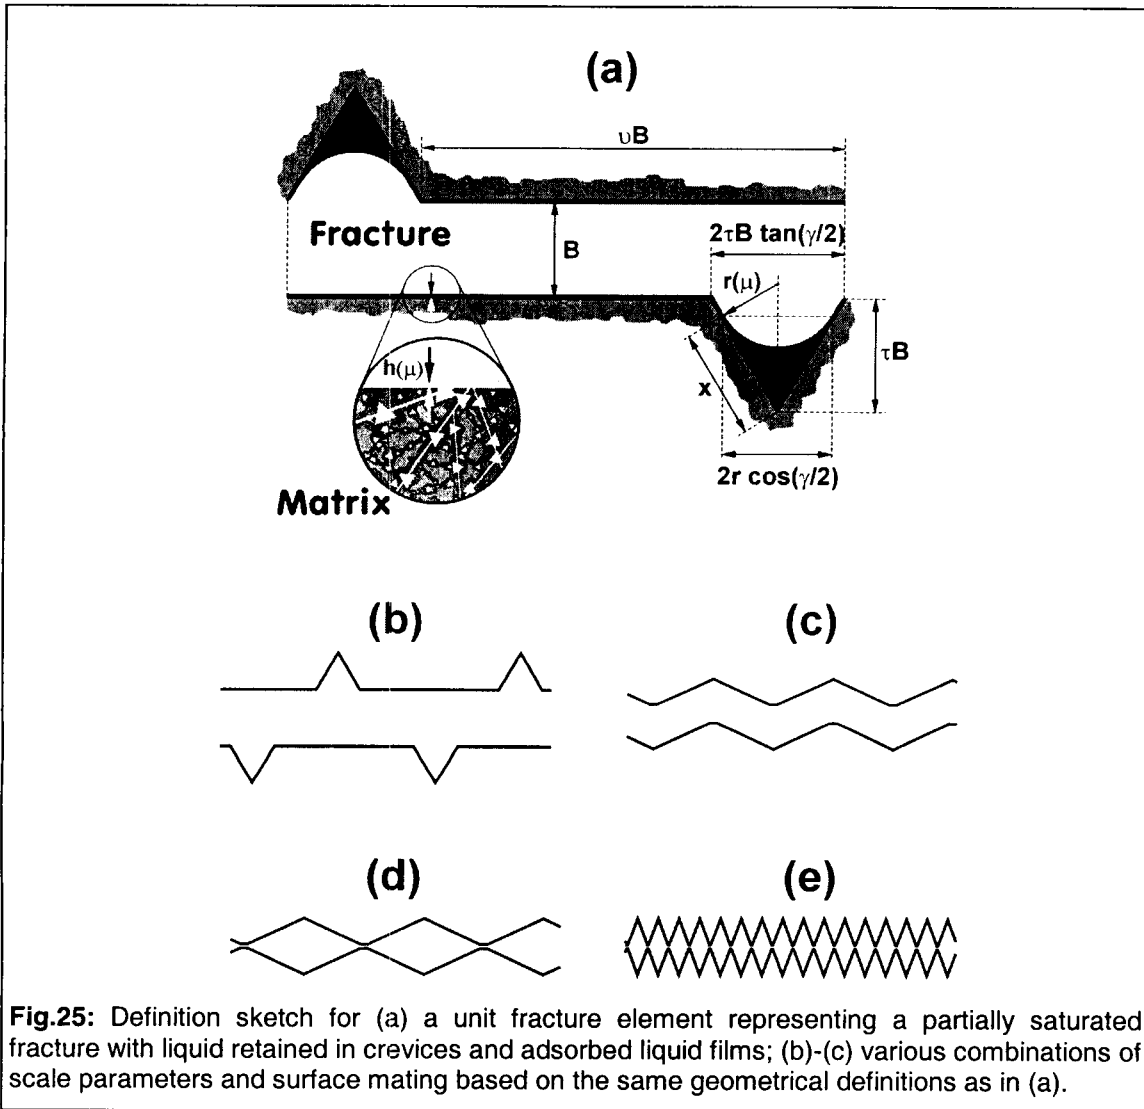 (a)
υB
Fracture
B
2τB tan(γ/2)
r(μ)
τB
h(μ)
x
2r cos(γ/2)
Matrix
(b)
(c)
(d)
(e)
Fig.25: Definition sketch for (a) a unit fracture element representing a partially saturated
fracture with liquid retained in crevices and adsorbed liquid films; (b)-(c) various combinations of
scale parameters and surface mating based on the same geometrical definitions as in (a).